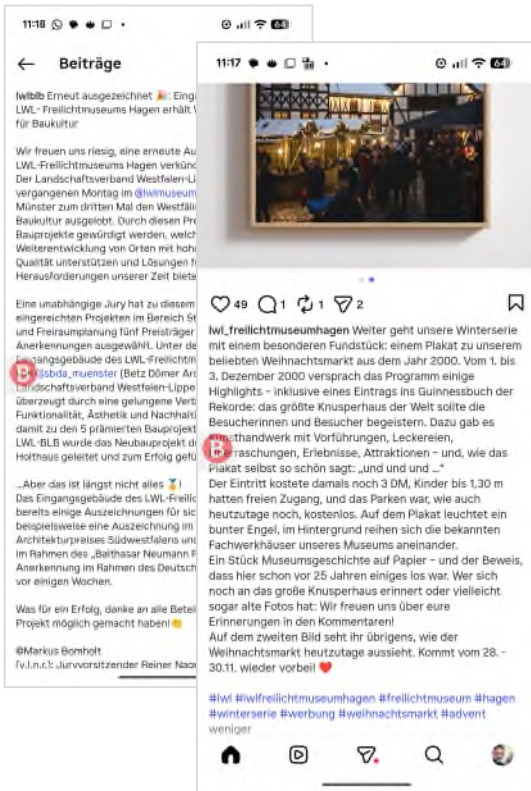 11:18
64
Beiträge
lwlblb Erneut ausgezeichnet 🎉: Eing
LWL- Freilichtmuseums Hagen erhält
für Baukultur
Wir freuen uns riesig, eine erneute Au
LWL-Freilichtmuseums Hagen verkünd
Der Landschaftsverband Westfalen-Li
vergangenen Montag im @lwlmuseum
Münster zum dritten Mal den Westfäli
Baukultur ausgelobt. Durch diesen Pre
Bauprojekte gewürdigt werden, welch
Weiterentwicklung von Orten mit hoh
Qualität unterstützen und Lösungen f
Herausforderungen unserer Zeit biete
Eine unabhängige Jury hat zu diesem
eingereichten Projekten im Bereich St
und Freiraumplanung fünf Preisträger
Anerkennungen ausgewählt. Unter de
Eingangsgebäude des LWL-Freilichtm
@sbda_muenster (Betz Dömer Arc
Landschaftsverband Westfalen-Lippe
überzeugt durch eine gelungene Verb
Funktionalität, Ästhetik und Nachhalti
damit zu den 5 prämierten Bauprojekt
LWL-BLB wurde das Neubauprojekt d
Holthaus geleitet und zum Erfolg gefü
...Aber das ist längst nicht alles 🏅!
Das Eingangsgebäude des LWL-Freilic
bereits einige Auszeichnungen für sic
beispielsweise eine Auszeichnung im
Architekturpreises Südwestfalens und
im Rahmen des „Balthasar Neumann P
Anerkennung im Rahmen des Deutsch
vor einigen Wochen.
Was für ein Erfolg, danke an alle Betei
Projekt möglich gemacht haben!👏
©Markus Bomholt
(v.l.n.r.): Juryvorsitzender Reiner Nag
B
11:17
64
49 1 1 2
lwl_freilichtmuseumhagen Weiter geht unsere Winterserie
mit einem besonderen Fundstück: einem Plakat zu unserem
beliebten Weihnachtsmarkt aus dem Jahr 2000. Vom 1. bis
3. Dezember 2000 versprach das Programm einige
Highlights – inklusive eines Eintrags ins Guinnessbuch der
Rekorde: das größte Knusperhaus der Welt sollte die
Besucherinnen und Besucher begeistern. Dazu gab es
Kunsthandwerk mit Vorführungen, Leckereien,
Überraschungen, Erlebnisse, Attraktionen – und, wie das
Plakat selbst so schön sagt: „und und und ...“
Der Eintritt kostete damals noch 3 DM, Kinder bis 1,30 m
hatten freien Zugang, und das Parken war, wie auch
heutzutage noch, kostenlos. Auf dem Plakat leuchtet ein
bunter Engel, im Hintergrund reihen sich die bekannten
Fachwerkhäuser unseres Museums aneinander.
Ein Stück Museumsgeschichte auf Papier – und der Beweis,
dass hier schon vor 25 Jahren einiges los war. Wer sich
noch an das große Knusperhaus erinnert oder vielleicht
sogar alte Fotos hat: Wir freuen uns über eure
Erinnerungen in den Kommentaren!
Auf dem zweiten Bild seht ihr übrigens, wie der
Weihnachtsmarkt heutzutage aussieht. Kommt vom 28. -
30.11. wieder vorbei! ❤️
#lwl #lwlfreilichtmuseumhagen #freilichtmuseum #hagen
#winterserie #werbung #weihnachtsmarkt #advent
weniger
B